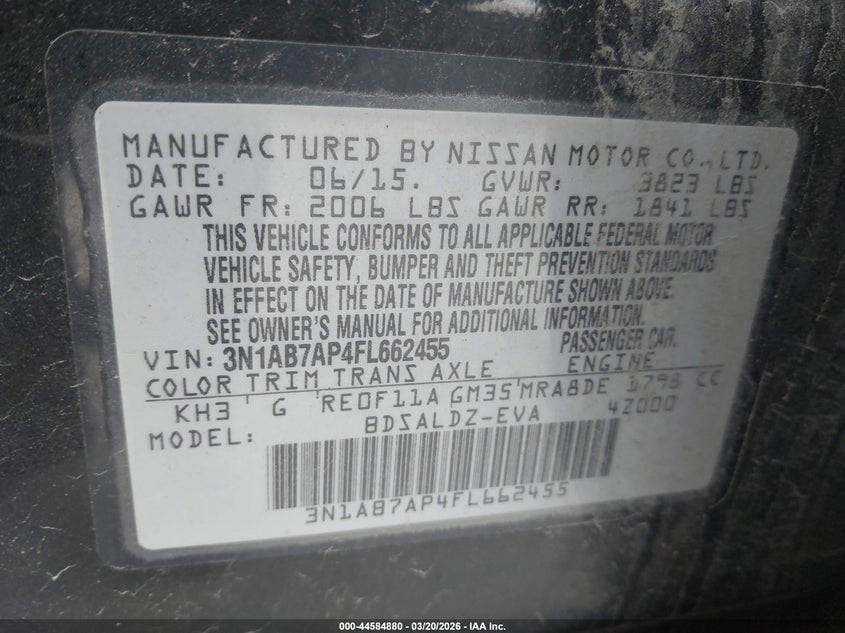 MANUFACTURED BY NISSAN MOTOR CO., LTD.
DATE: 06/15. GVWR: 3823 LBS
GAWR FR: 2006 LBS GAWR RR: 1841 LBS
THIS VEHICLE CONFORMS TO ALL APPLICABLE FEDERAL MOTOR
VEHICLE SAFETY, BUMPER AND THEFT PREVENTION STANDARDS
IN EFFECT ON THE DATE OF MANUFACTURE SHOWN ABOVE.
SEE OWNER'S MANUAL FOR ADDITIONAL INFORMATION.
VIN: 3N1AB7AP4FL662455 PASSENGER CAR.
COLOR TRIM TRANS AXLE ENGINE
KH3 G RE0F11A GM35 MRA8DE 1798 CC
MODEL: BDSALDZ-EVA 42000
3N1AB7AP4FL662455
000-44584880 - 03/20/2026 - IAA Inc.